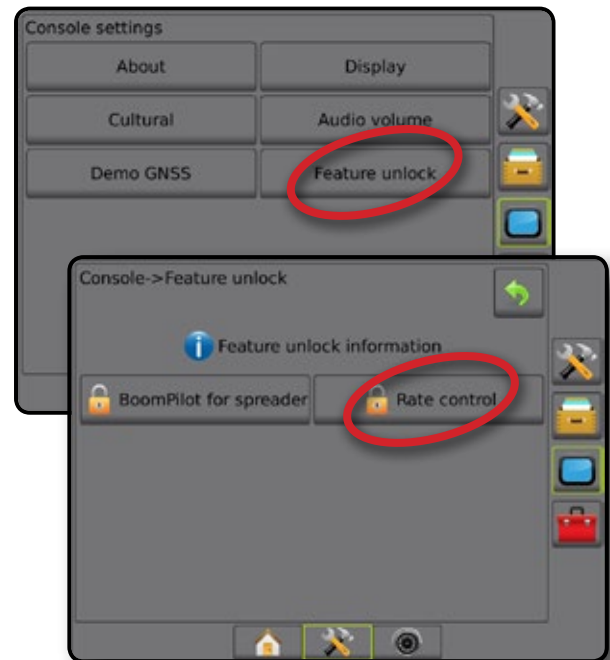 Console settings
About
Display
Cultural
Audio volume
Demo GNSS
Feature unlock
Console->Feature unlock
Feature unlock information
BoomPilot for spreader
Rate control